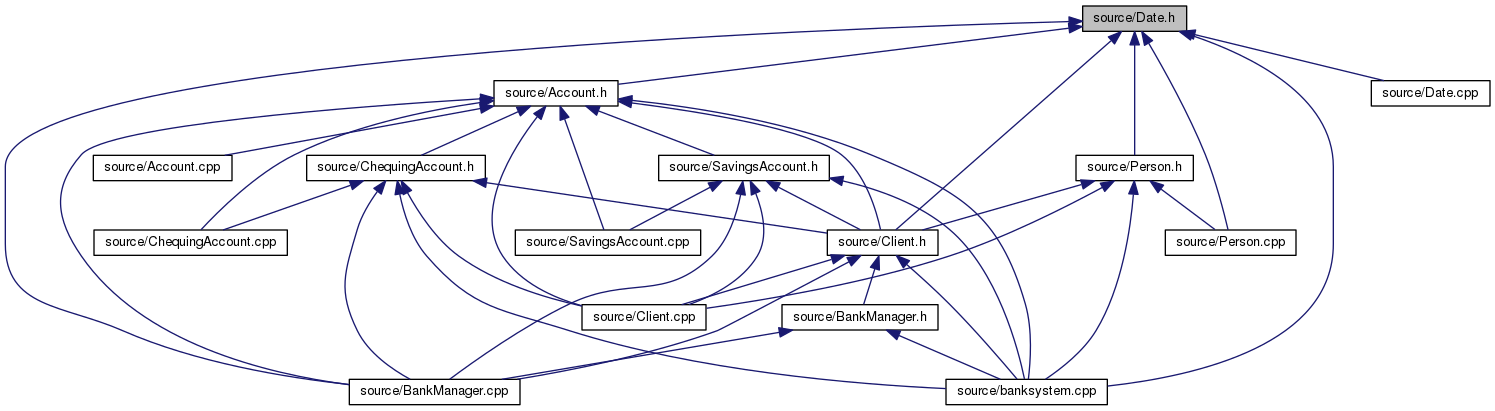 source/Date.h
source/Account.h
source/Date.cpp
source/Account.cpp
source/ChequingAccount.h
source/SavingsAccount.h
source/Person.h
source/ChequingAccount.cpp
source/SavingsAccount.cpp
source/Client.h
source/Person.cpp
source/Client.cpp
source/BankManager.h
source/BankManager.cpp
source/banksystem.cpp